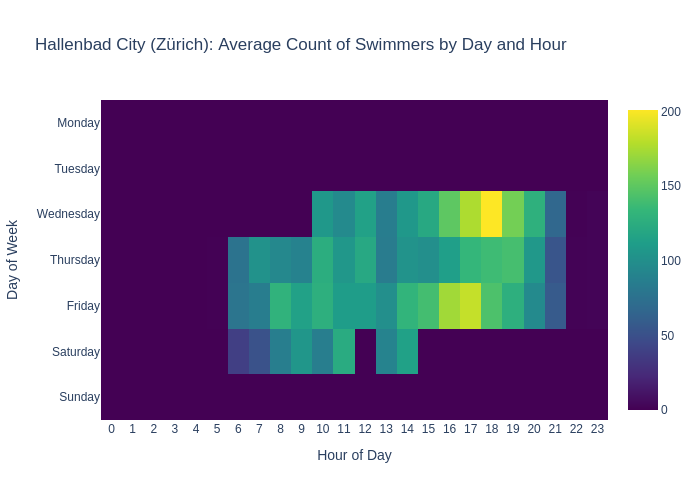 Hallenbad City (Zürich): Average Count of Swimmers by Day and Hour
Monday
Tuesday
Wednesday
Thursday
Friday
Saturday
Sunday
Day of Week
0 1 2 3 4 5 6 7 8 9 10 11 12 13 14 15 16 17 18 19 20 21 22 23
Hour of Day
200
150
100
50
0